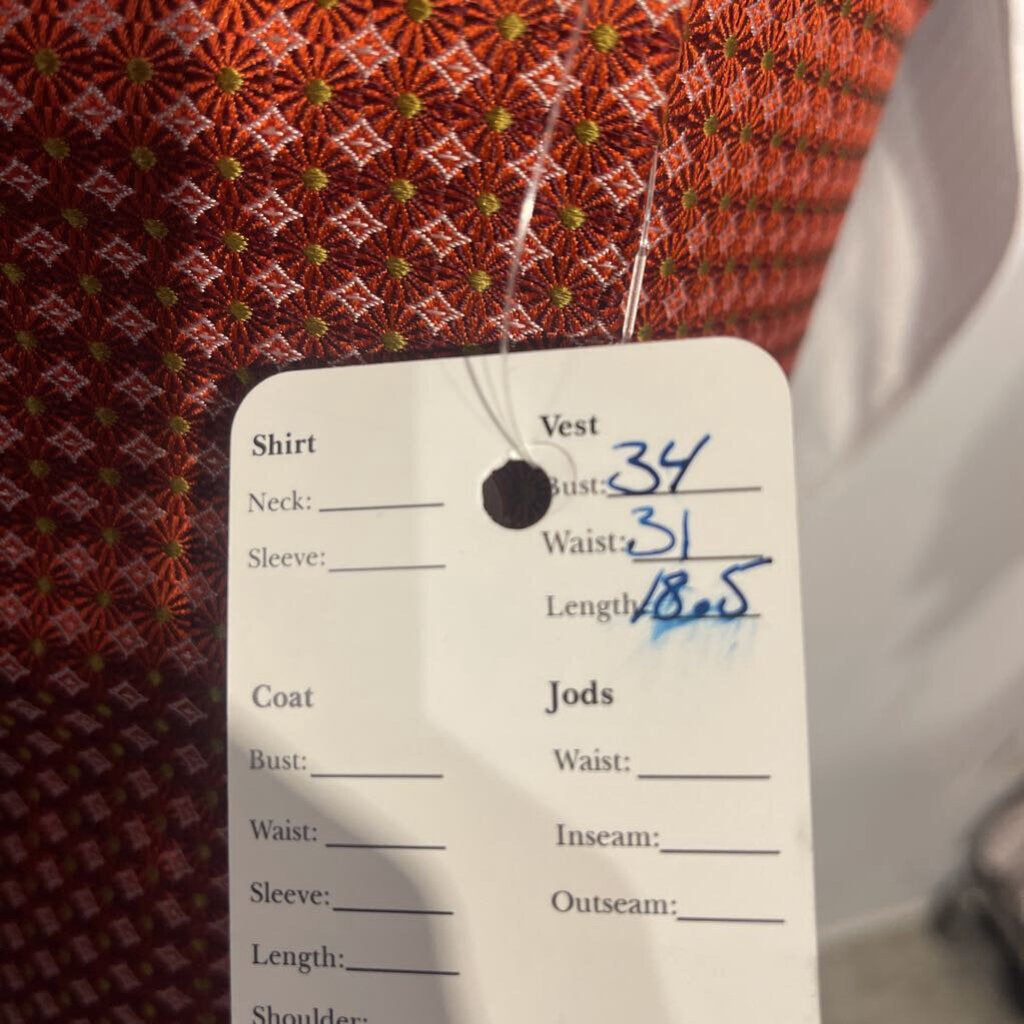 Shirt
Neck:
Sleeve:
Vest
Bust: 34
Waist: 31
Length 18.5
Coat
Bust:
Waist:
Sleeve:
Length:
Shoulder:
Jods
Waist:
Inseam:
Outseam: